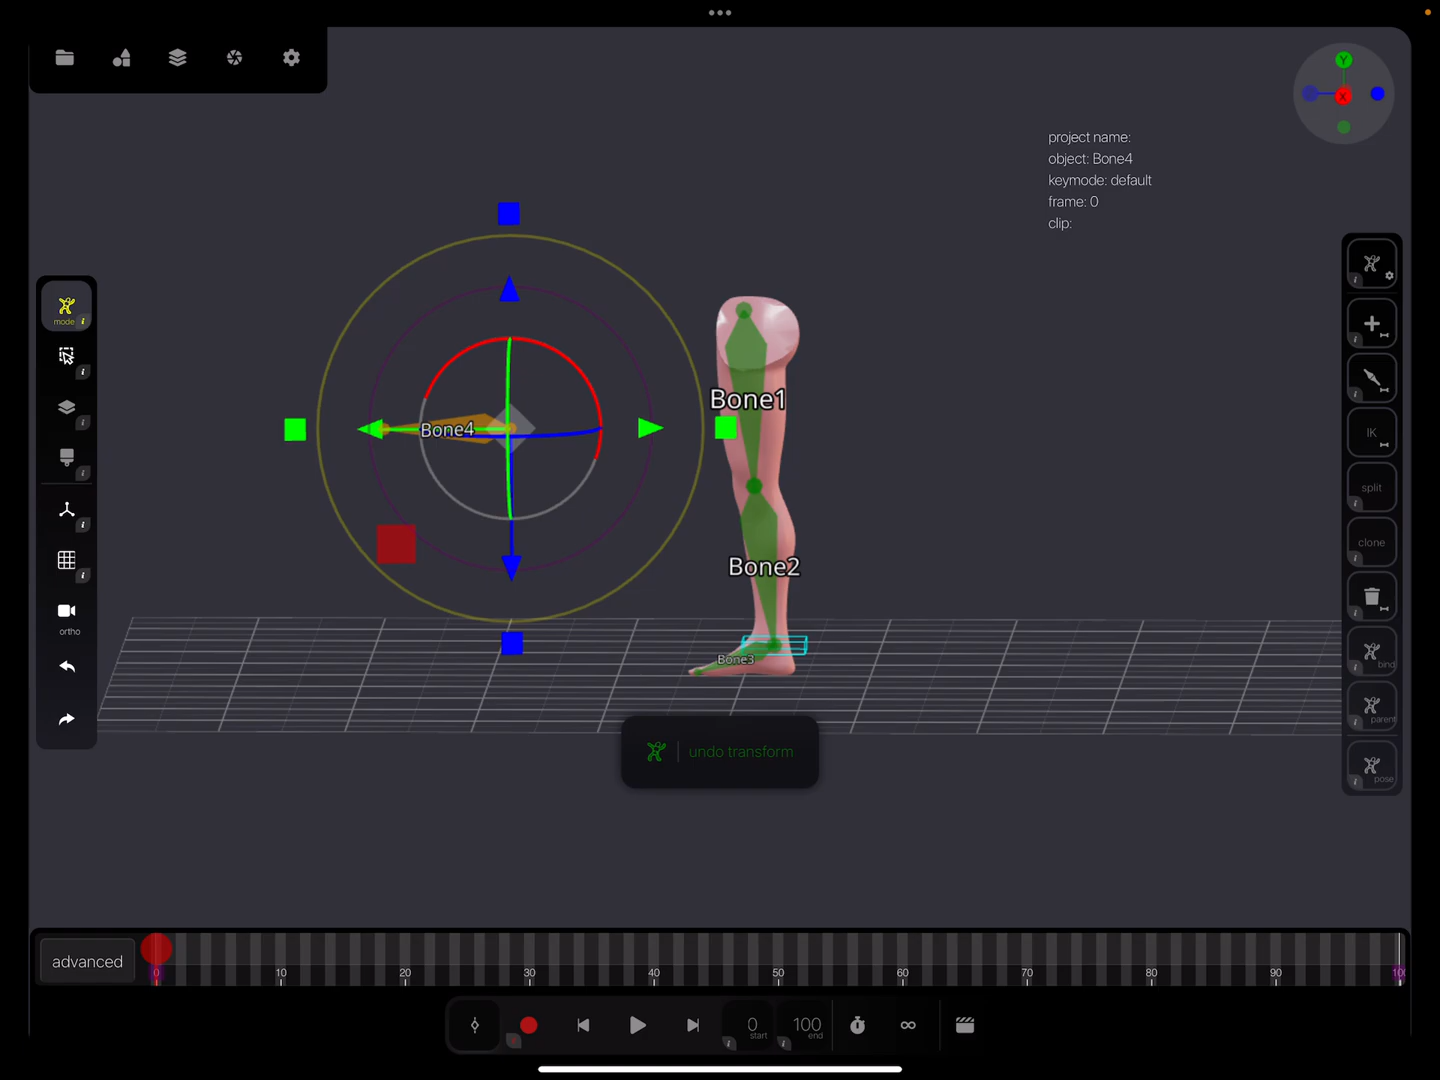 Y
X
project name:
object: Bone4
keymode: default
frame: 0
clip:
mode
i
i
i
i
i
i
ortho
Bone4
Bone1
Bone2
Bone3
i
i
i
IK
split
i
clone
i
i
bind
i
parent
i
pose
i
undo transform
advanced
0
10
20
30
40
50
60
70
80
90
100
0
start
i
100
end
i